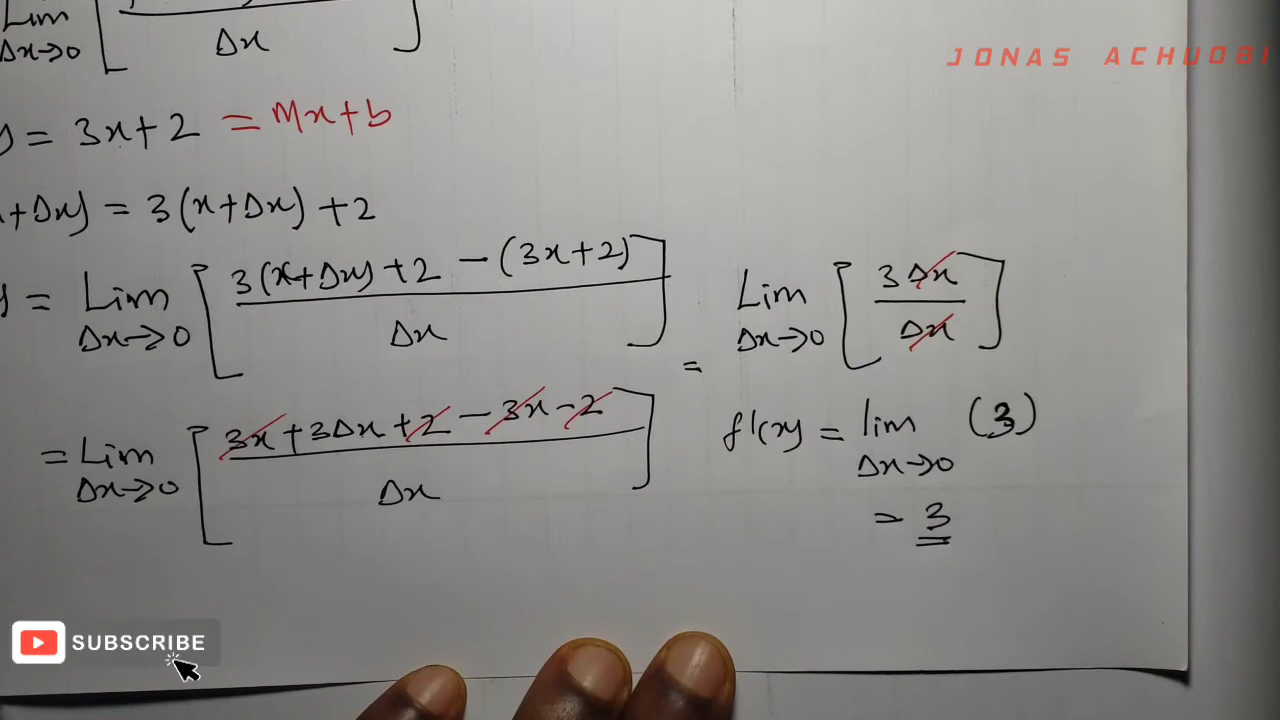 JONAS ACHUOBI
Lim
Δx→0 [ / Δx ]
y = 3x+2 = Mx+b
x+Δx) = 3(x+Δx) +2
= Lim Δx→0 [ 3(x+Δx)+2 -(3x+2) / Δx ]
= Lim Δx→0 [ 3x+3Δx+2-3x-2 / Δx ]
= Lim Δx→0 [ 3Δx / Δx ]
f'(x) = lim Δx→0 (3)
= 3
SUBSCRIBE